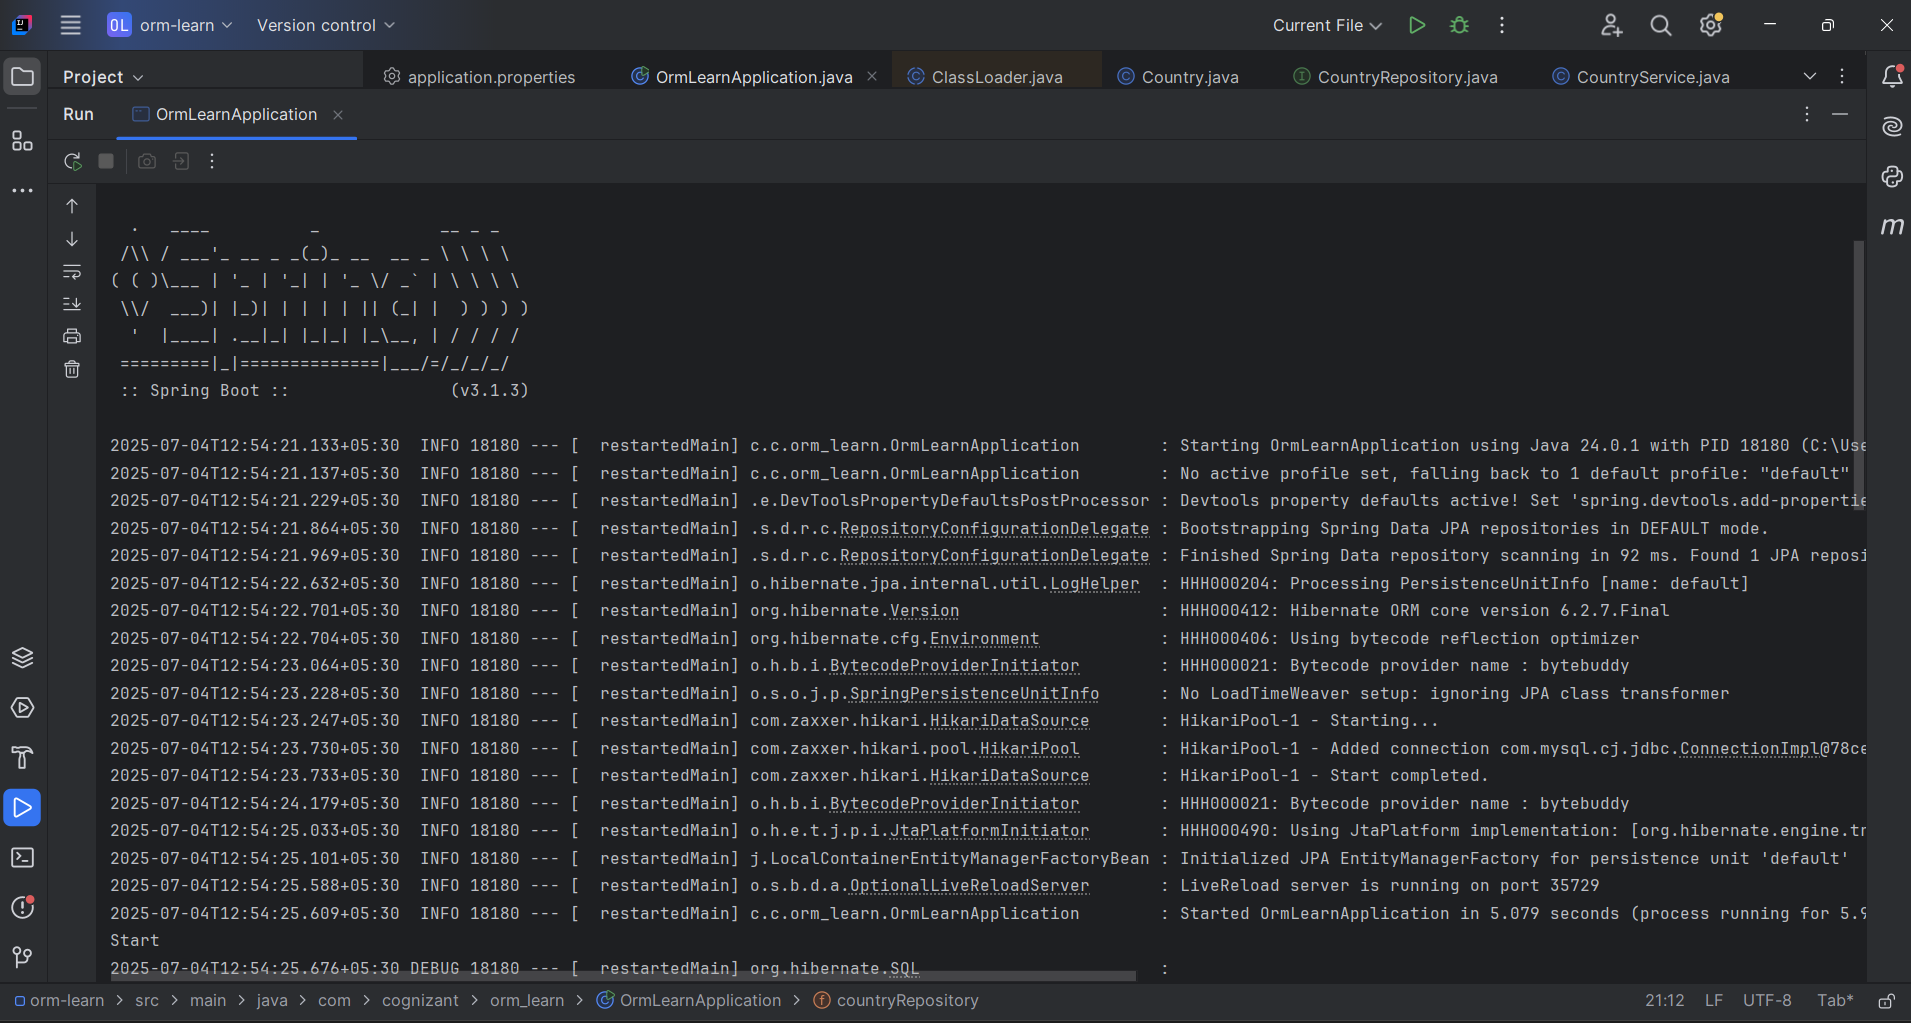 OL orm-learn Version control Current File
Project application.properties OrmLearnApplication.java ClassLoader.java Country.java CountryRepository.java CountryService.java
Run OrmLearnApplication
  .   ____          _            __ _ _
 /\\ / ___'_ __ _ _(_)_ __  __ _ \ \ \ \
( ( )\___ | '_ | '_| | '_ \/ _` | \ \ \ \
 \\/  ___)| |_)| | | | | || (_| |  ) ) ) )
  '  |____| .__|_| |_|_| |_\__, | / / / /
 =========|_|==============|___/=/_/_/_/
 :: Spring Boot ::                (v3.1.3)
2025-07-04T12:54:21.133+05:30  INFO 18180 --- [  restartedMain] c.c.orm_learn.OrmLearnApplication        : Starting OrmLearnApplication using Java 24.0.1 with PID 18180 (C:\Use
2025-07-04T12:54:21.137+05:30  INFO 18180 --- [  restartedMain] c.c.orm_learn.OrmLearnApplication        : No active profile set, falling back to 1 default profile: "default"
2025-07-04T12:54:21.229+05:30  INFO 18180 --- [  restartedMain] .e.DevToolsPropertyDefaultsPostProcessor : Devtools property defaults active! Set 'spring.devtools.add-propertie
2025-07-04T12:54:21.864+05:30  INFO 18180 --- [  restartedMain] .s.d.r.c.RepositoryConfigurationDelegate : Bootstrapping Spring Data JPA repositories in DEFAULT mode.
2025-07-04T12:54:21.969+05:30  INFO 18180 --- [  restartedMain] .s.d.r.c.RepositoryConfigurationDelegate : Finished Spring Data repository scanning in 92 ms. Found 1 JPA reposi
2025-07-04T12:54:22.632+05:30  INFO 18180 --- [  restartedMain] o.hibernate.jpa.internal.util.LogHelper  : HHH000204: Processing PersistenceUnitInfo [name: default]
2025-07-04T12:54:22.701+05:30  INFO 18180 --- [  restartedMain] org.hibernate.Version                    : HHH000412: Hibernate ORM core version 6.2.7.Final
2025-07-04T12:54:22.704+05:30  INFO 18180 --- [  restartedMain] org.hibernate.cfg.Environment            : HHH000406: Using bytecode reflection optimizer
2025-07-04T12:54:23.064+05:30  INFO 18180 --- [  restartedMain] o.h.b.i.BytecodeProviderInitiator        : HHH000021: Bytecode provider name : bytebuddy
2025-07-04T12:54:23.228+05:30  INFO 18180 --- [  restartedMain] o.s.o.j.p.SpringPersistenceUnitInfo      : No LoadTimeWeaver setup: ignoring JPA class transformer
2025-07-04T12:54:23.247+05:30  INFO 18180 --- [  restartedMain] com.zaxxer.hikari.HikariDataSource       : HikariPool-1 - Starting...
2025-07-04T12:54:23.730+05:30  INFO 18180 --- [  restartedMain] com.zaxxer.hikari.pool.HikariPool        : HikariPool-1 - Added connection com.mysql.cj.jdbc.ConnectionImpl@78ce
2025-07-04T12:54:23.733+05:30  INFO 18180 --- [  restartedMain] com.zaxxer.hikari.HikariDataSource       : HikariPool-1 - Start completed.
2025-07-04T12:54:24.179+05:30  INFO 18180 --- [  restartedMain] o.h.b.i.BytecodeProviderInitiator        : HHH000021: Bytecode provider name : bytebuddy
2025-07-04T12:54:25.033+05:30  INFO 18180 --- [  restartedMain] o.h.e.t.j.p.i.JtaPlatformInitiator       : HHH000490: Using JtaPlatform implementation: [org.hibernate.engine.tr
2025-07-04T12:54:25.101+05:30  INFO 18180 --- [  restartedMain] j.LocalContainerEntityManagerFactoryBean : Initialized JPA EntityManagerFactory for persistence unit 'default'
2025-07-04T12:54:25.588+05:30  INFO 18180 --- [  restartedMain] o.s.b.d.a.OptionalLiveReloadServer       : LiveReload server is running on port 35729
2025-07-04T12:54:25.609+05:30  INFO 18180 --- [  restartedMain] c.c.orm_learn.OrmLearnApplication        : Started OrmLearnApplication in 5.079 seconds (process running for 5.9
Start
2025-07-04T12:54:25.676+05:30 DEBUG 18180 --- [  restartedMain] org.hibernate.SQL                        :
orm-learn > src > main > java > com > cognizant > orm_learn > OrmLearnApplication > countryRepository 21:12 LF UTF-8 Tab*